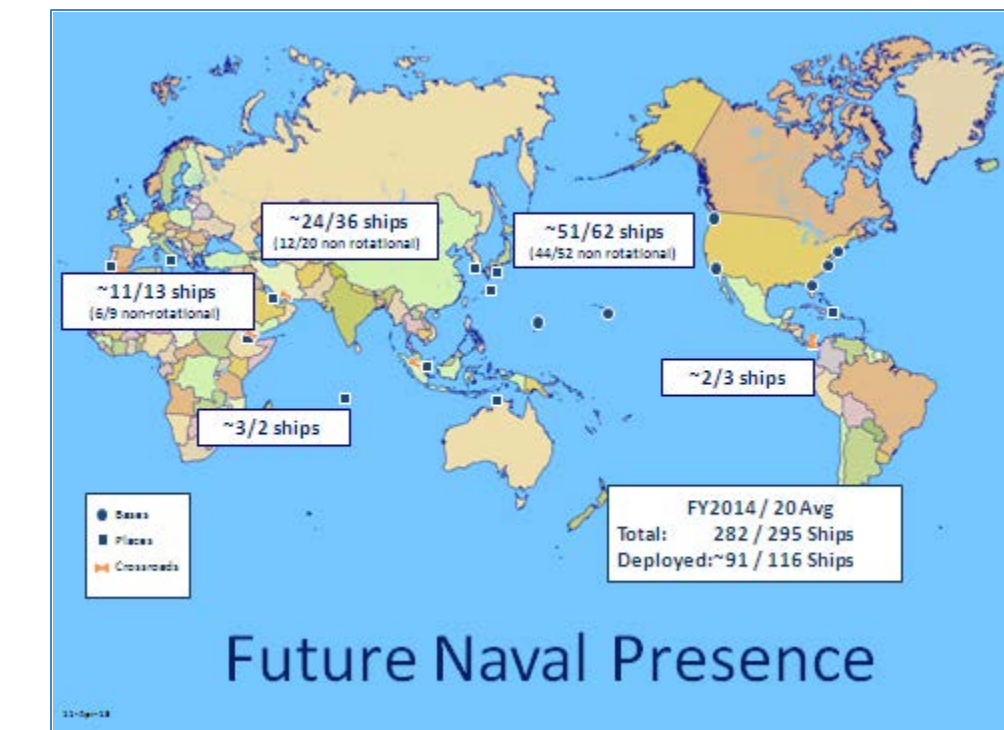 ~24/36 ships
(12/20 non rotational)
~51/62 ships
(44/52 non rotational)
~11/13 ships
(6/9 non-rotational)
~2/3 ships
~3/2 ships
Bases
Places
Crossroads
FY2014 / 20 Avg
Total: 282 / 295 Ships
Deployed:~91 / 116 Ships
Future Naval Presence